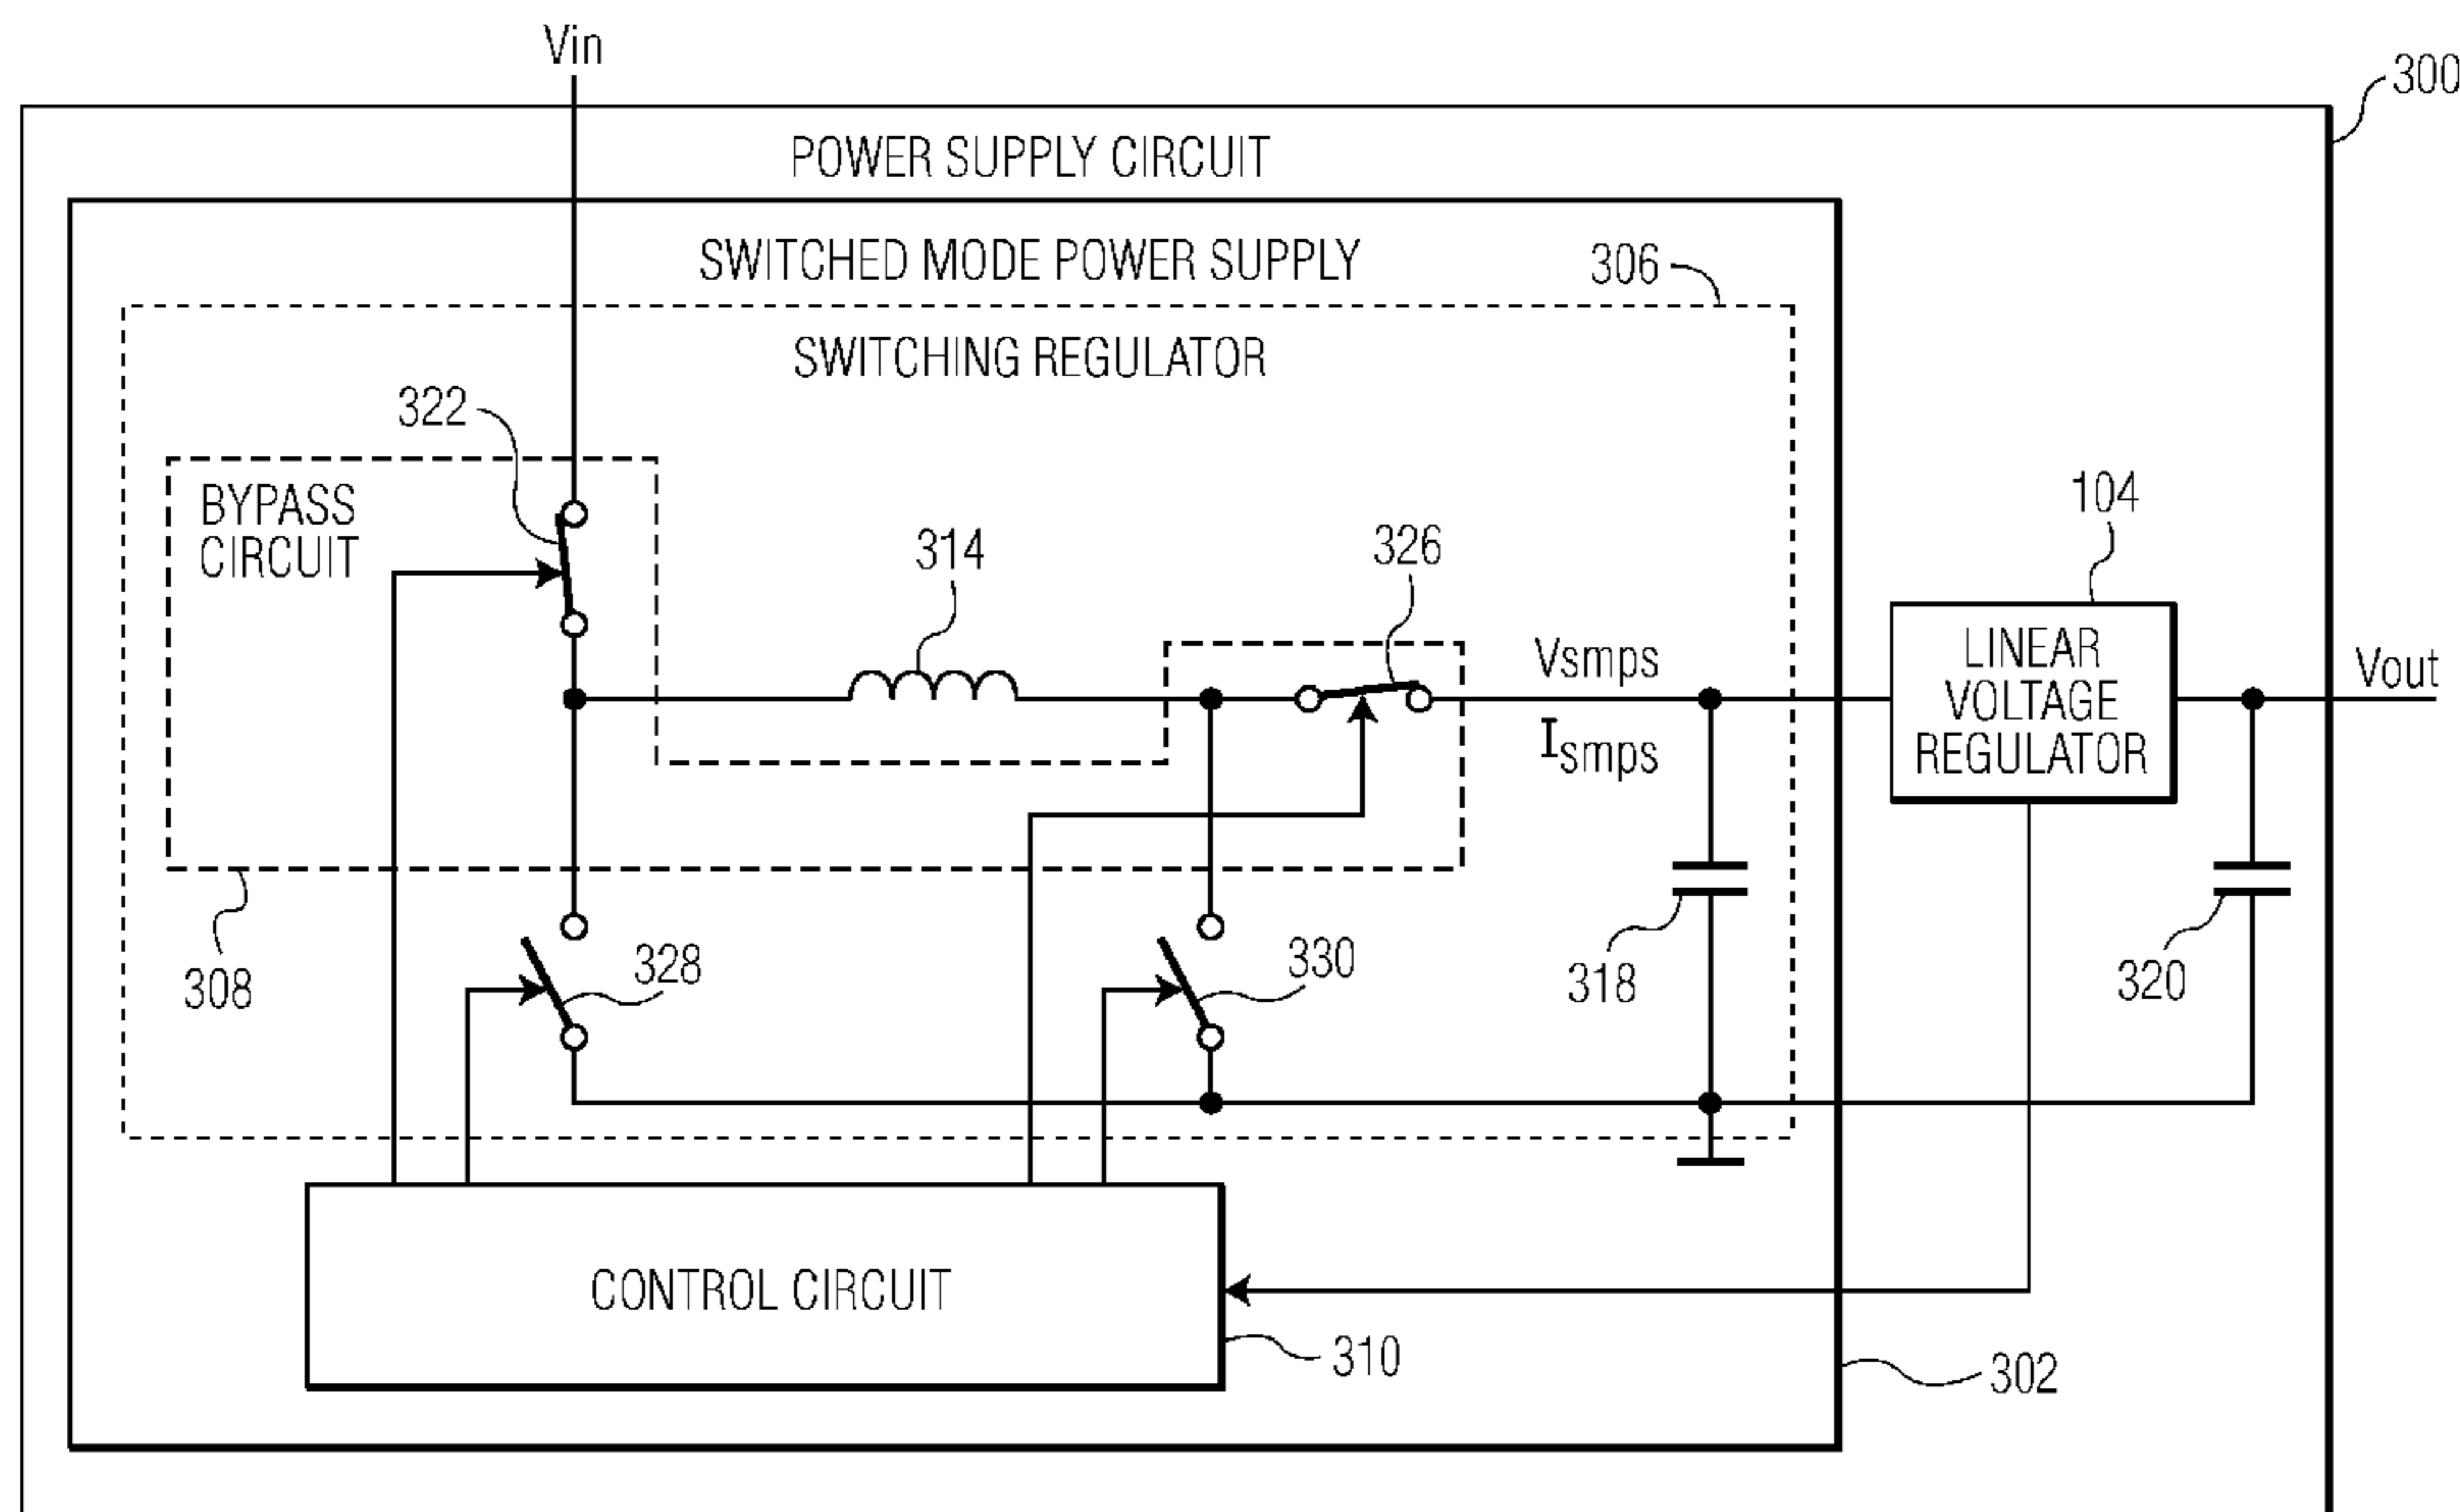 Vin
300
POWER SUPPLY CIRCUIT
SWITCHED MODE POWER SUPPLY
306
SWITCHING REGULATOR
322
BYPASS
CIRCUIT
314
326
104
Vsmps
Ismps
LINEAR
VOLTAGE
REGULATOR
Vout
308
328
330
318
320
CONTROL CIRCUIT
310
302